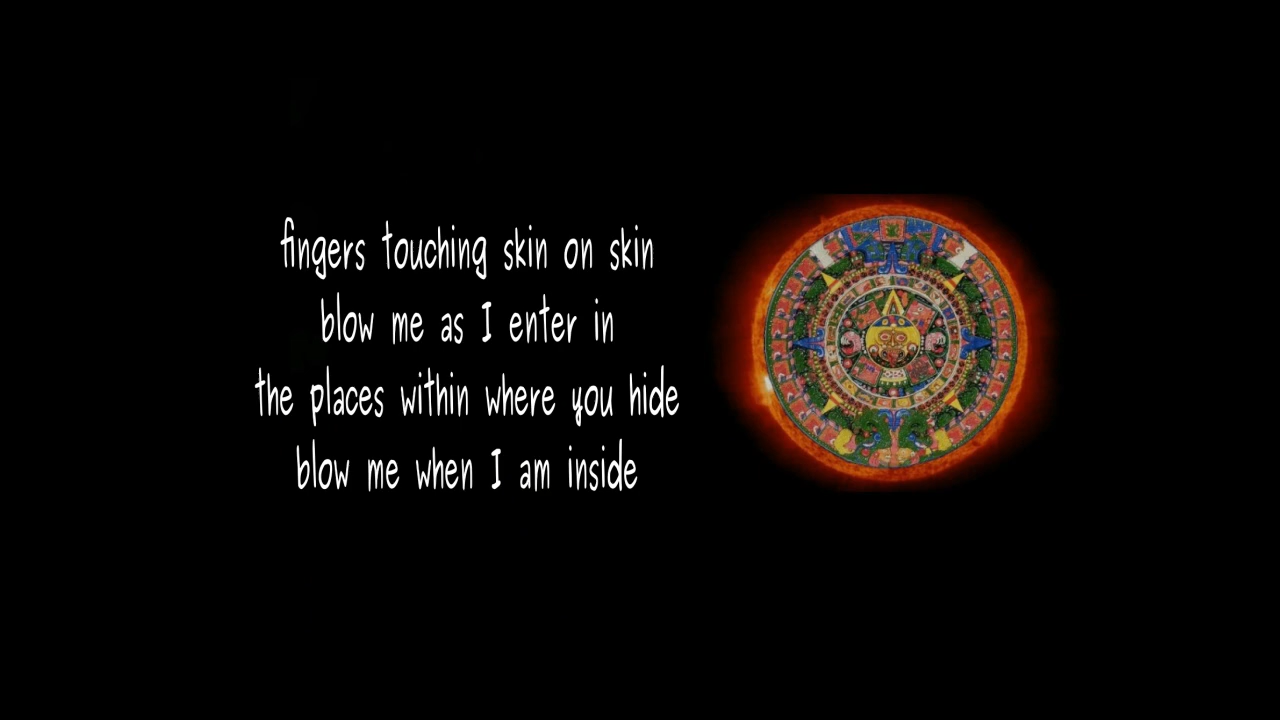 fingers touching skin on skin
blow me as I enter in
the places within where you hide
blow me when I am inside